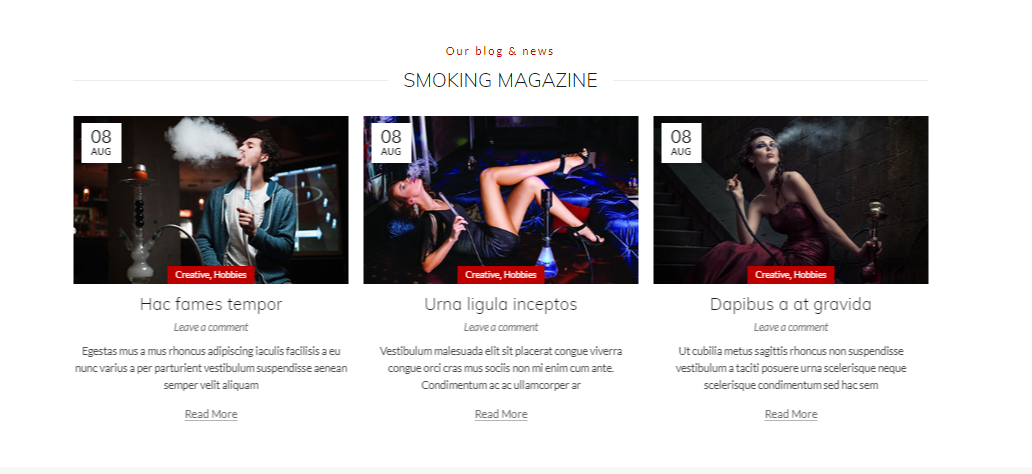 Our blog & news
SMOKING MAGAZINE
08
AUG
Creative, Hobbies
Hac fames tempor
Leave a comment
Egestas mus a mus rhoncus adipiscing iaculis facilisis a eu
nunc varius a per parturient vestibulum suspendisse aenean
semper velit aliquam
Read More
08
AUG
Creative, Hobbies
Urna ligula inceptos
Leave a comment
Vestibulum malesuada elit sit placerat congue viverra
congue orci cras mus sociis non mi enim cum ante.
Condimentum ac ac ullamcorper ar
Read More
08
AUG
Creative, Hobbies
Dapibus a at gravida
Leave a comment
Ut cubilia metus sagittis rhoncus non suspendisse
vestibulum a taciti posuere urna scelerisque neque
scelerisque condimentum sed hac sem
Read More